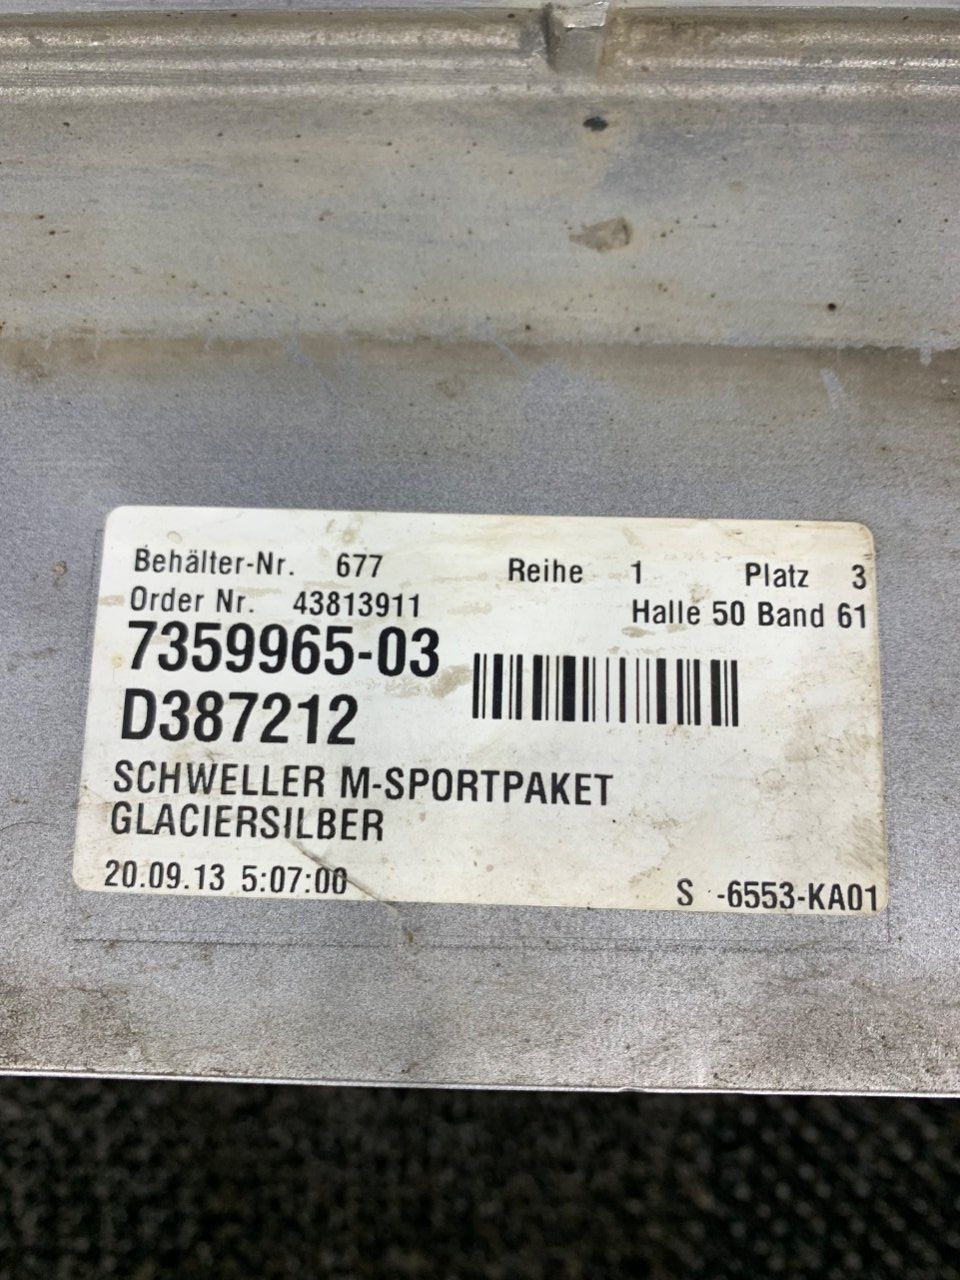 Behälter-Nr. 677 Reihe 1 Platz 3
Order Nr. 43813911 Halle 50 Band 61
7359965-03
D387212
SCHWELLER M-SPORTPAKET
GLACIERSILBER
20.09.13 5:07:00 S -6553-KA01